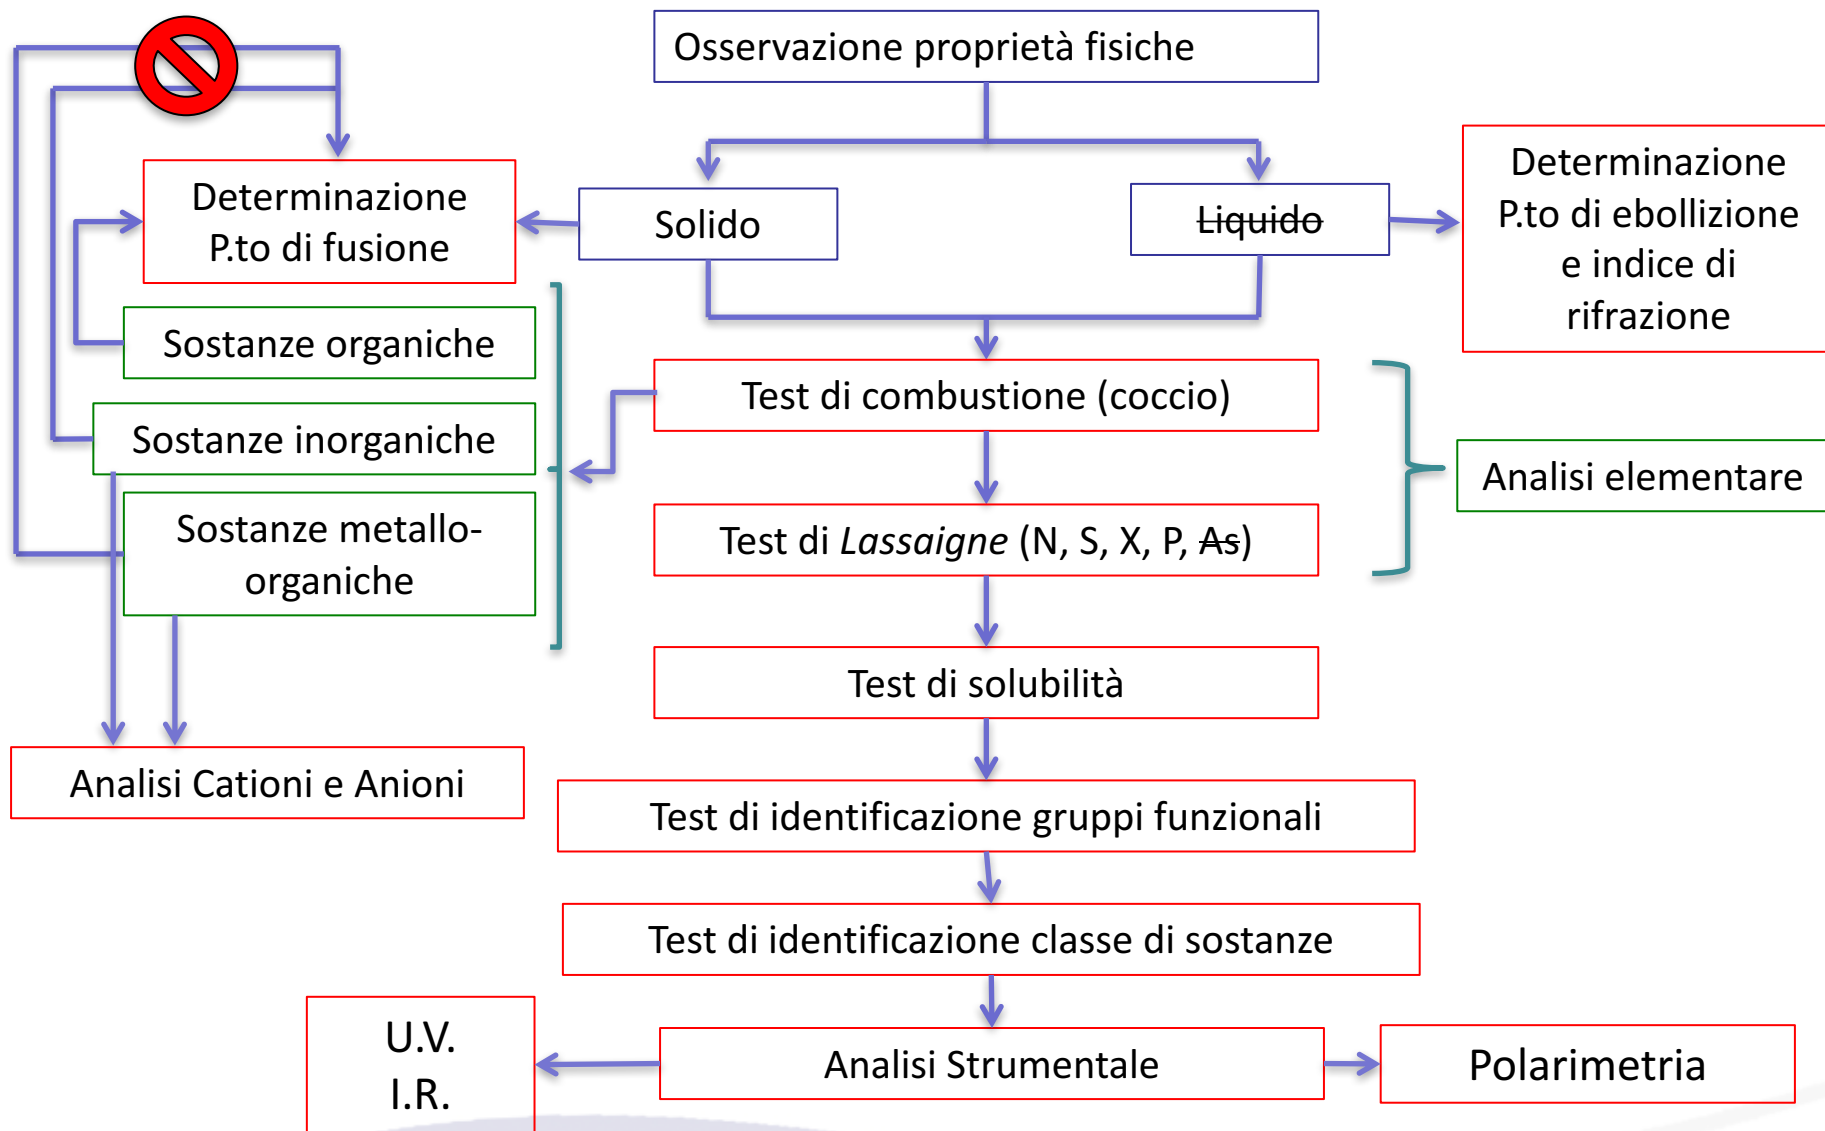 Osservazione proprietà fisiche
Determinazione
P.to di fusione
Solido
Liquido
Determinazione
P.to di ebollizione
e indice di
rifrazione
Sostanze organiche
Sostanze inorganiche
Sostanze metallo-
organiche
Test di combustione (coccio)
Test di Lassaigne (N, S, X, P, As)
Analisi elementare
Test di solubilità
Analisi Cationi e Anioni
Test di identificazione gruppi funzionali
Test di identificazione classe di sostanze
U.V.
I.R.
Analisi Strumentale
Polarimetria